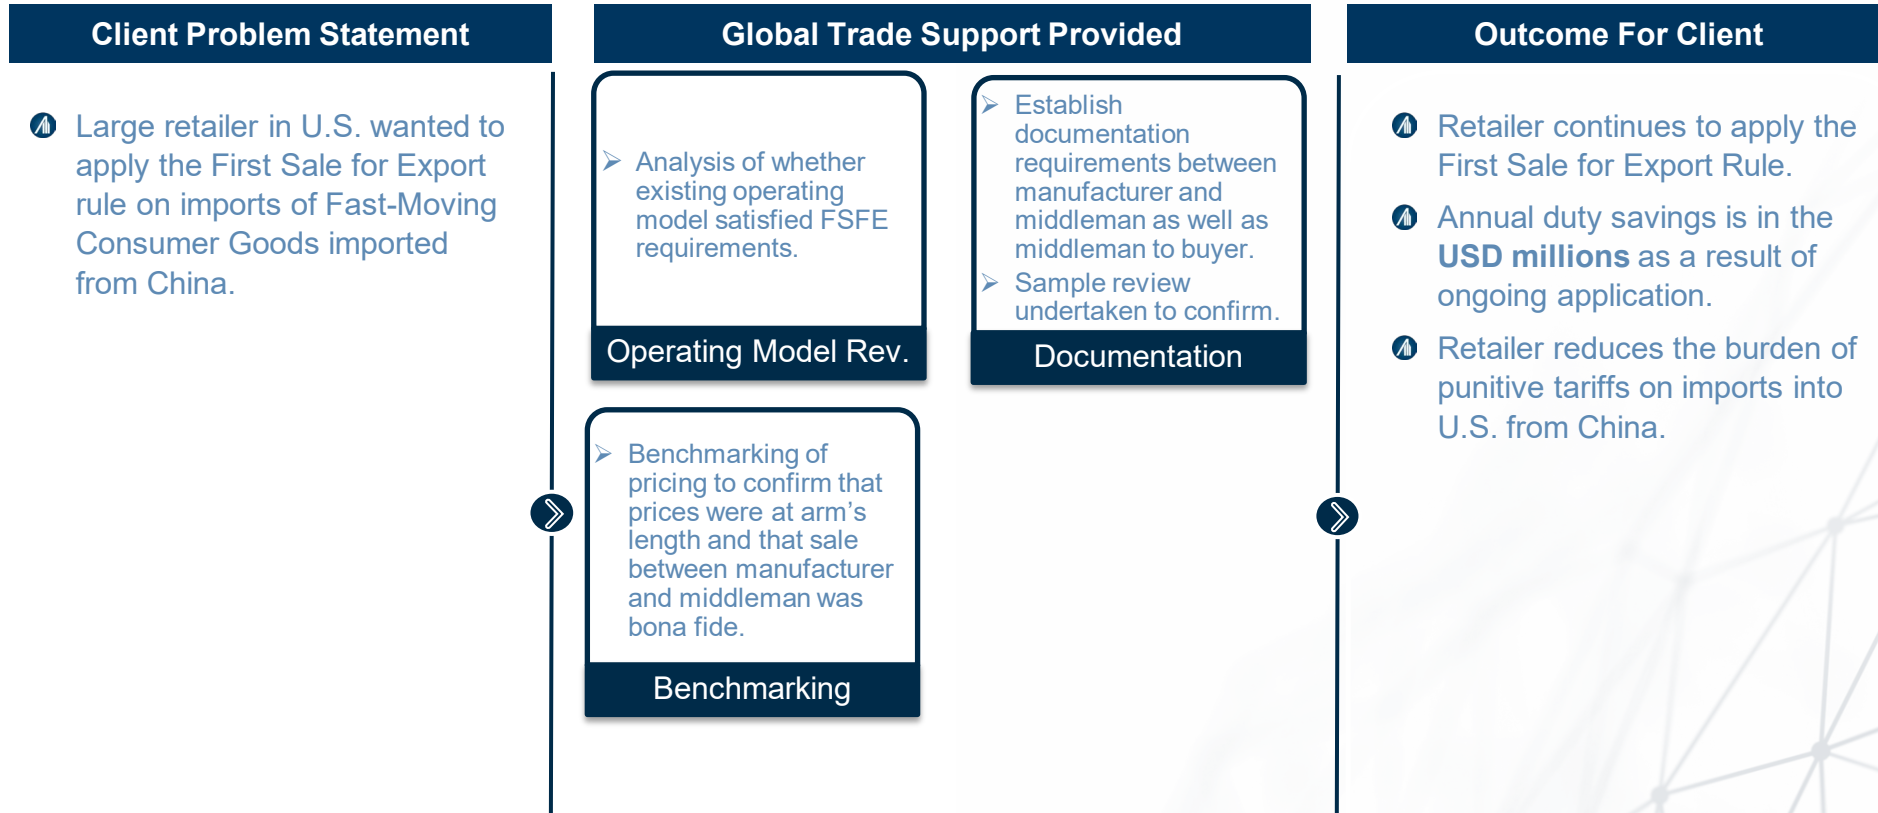 Client Problem Statement
Large retailer in U.S. wanted to
apply the First Sale for Export
rule on imports of Fast-Moving
Consumer Goods imported
from China.
Global Trade Support Provided
Analysis of whether
existing operating
model satisfied FSFE
requirements.
Operating Model Rev.
Establish
documentation
requirements between
manufacturer and
middleman as well as
middleman to buyer.
Sample review
undertaken to confirm.
Documentation
Benchmarking of
pricing to confirm that
prices were at arm’s
length and that sale
between manufacturer
and middleman was
bona fide.
Benchmarking
Outcome For Client
Retailer continues to apply the
First Sale for Export Rule.
Annual duty savings is in the
USD millions as a result of
ongoing application.
Retailer reduces the burden of
punitive tariffs on imports into
U.S. from China.